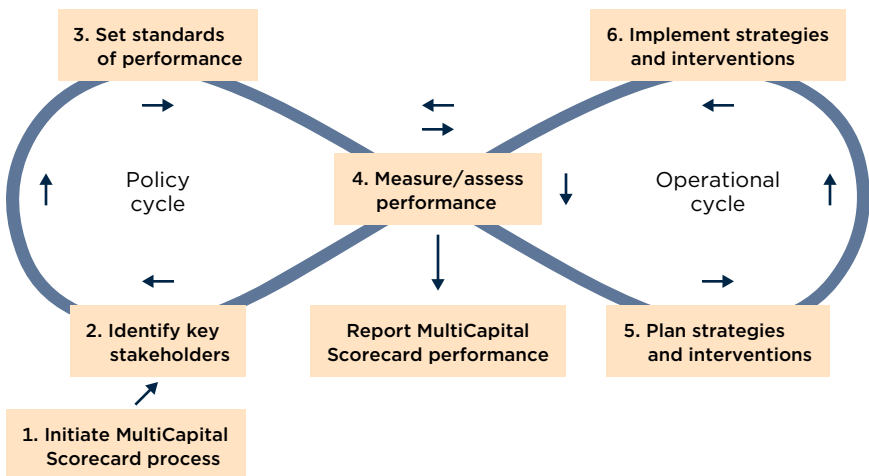 3. Set standards
of performance
6. Implement strategies
and interventions
Policy
cycle
4. Measure/assess
performance
Operational
cycle
2. Identify key
stakeholders
Report MultiCapital
Scorecard performance
5. Plan strategies
and interventions
1. Initiate MultiCapital
Scorecard process